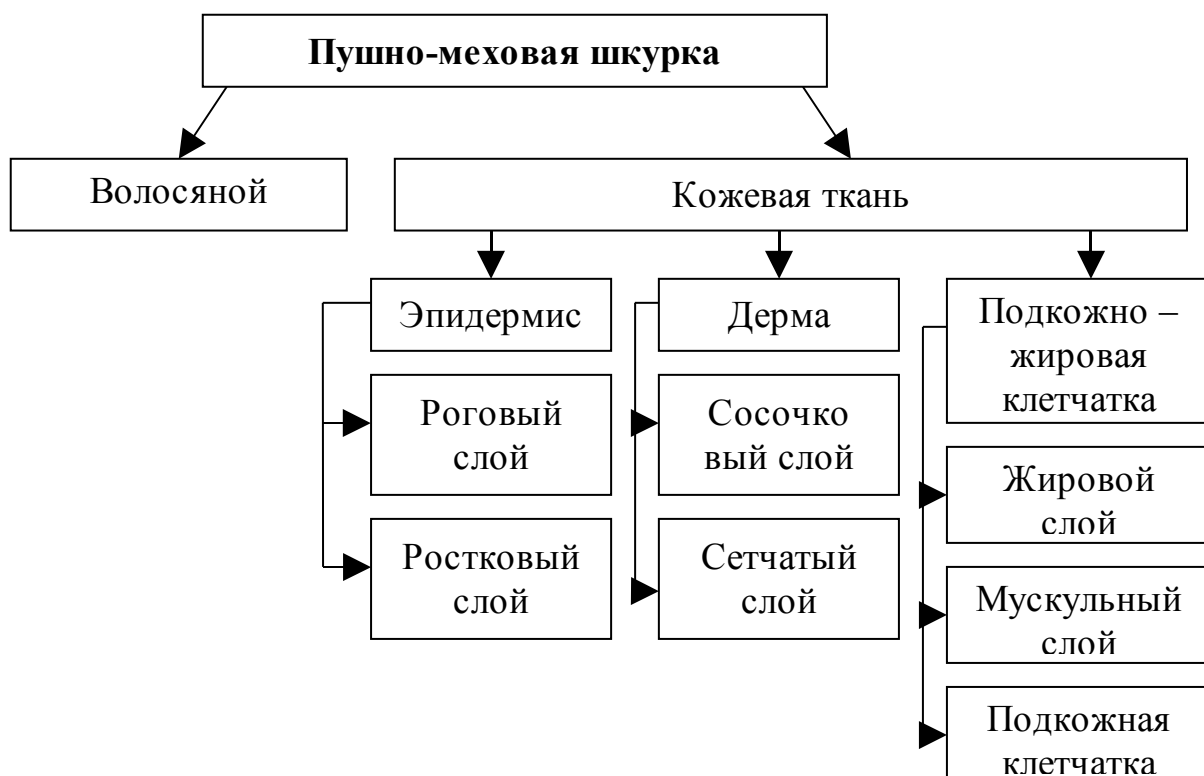 Пушно-меховая шкурка
Волосяной
Кожевая ткань
Эпидермис
Дерма
Подкожно –
жировая
клетчатка
Роговый
слой
Сосочко
вый слой
Жировой
слой
Ростковый
слой
Сетчатый
слой
Мускульный
слой
Подкожная
клетчатка